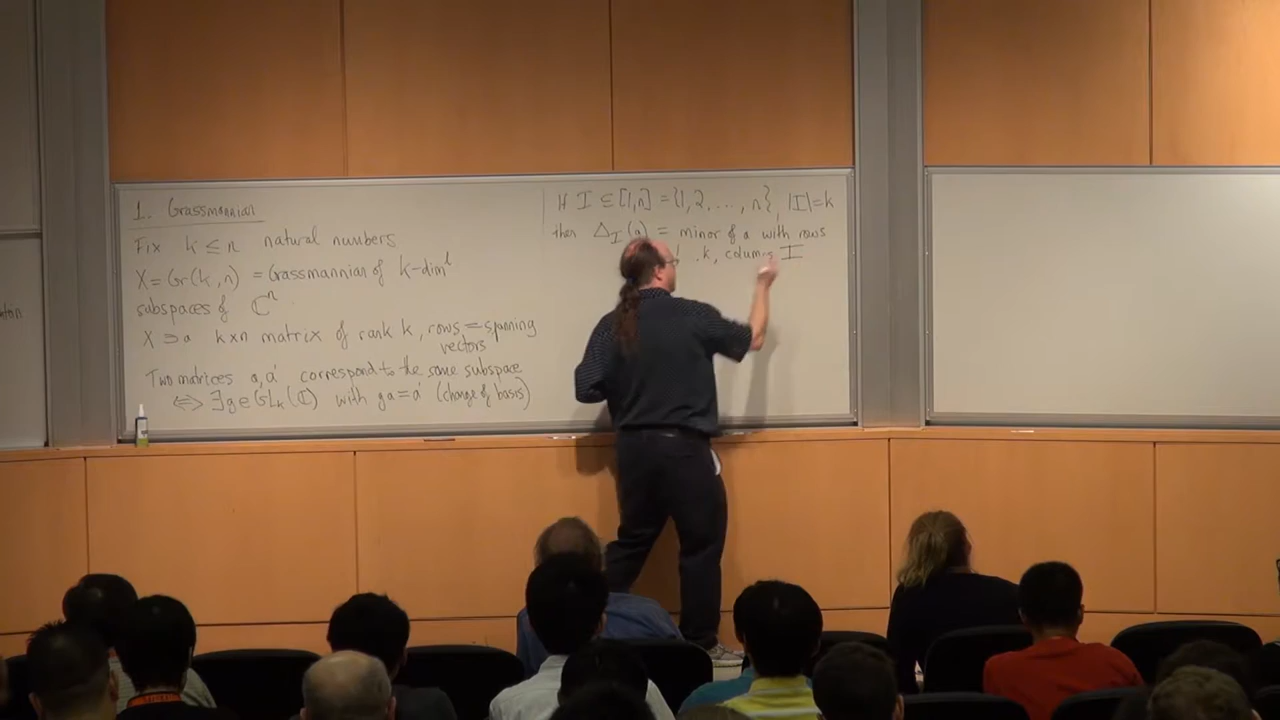 1. Grassmannian
Fix k ≤ n natural numbers
X = Gr(k, n) = Grassmannian of k-dim'l
subspaces of ℂⁿ
X ∋ a k×n matrix of rank k, rows = spanning
vectors
Two matrices a, a' correspond to the same subspace
⟺ ∃ g ∈ GL_k(ℂ) with ga = a' (change of basis)
If I ⊆ [1,n] = {1, 2, ..., n}, |I| = k
then Δ_I(a) = minor of a with rows
k, columns I